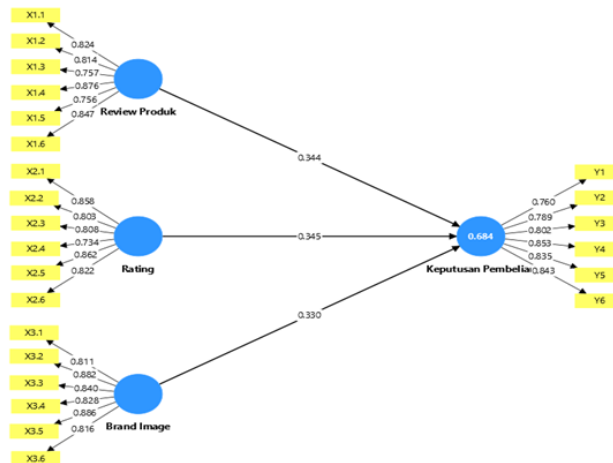 X1.1
X1.2
X1.3
X1.4
X1.5
X1.6
0.824
0.814
0.757
0.876
0.756
0.847
Review Produk
0.344
X2.1
X2.2
X2.3
X2.4
X2.5
X2.6
0.858
0.803
0.808
0.734
0.862
0.822
Rating
0.345
X3.1
X3.2
X3.3
X3.4
X3.5
X3.6
0.811
0.882
0.840
0.828
0.886
0.816
Brand Image
0.330
0.684
Keputusan Pembelia
0.760
0.789
0.802
0.853
0.835
0.843
Y1
Y2
Y3
Y4
Y5
Y6